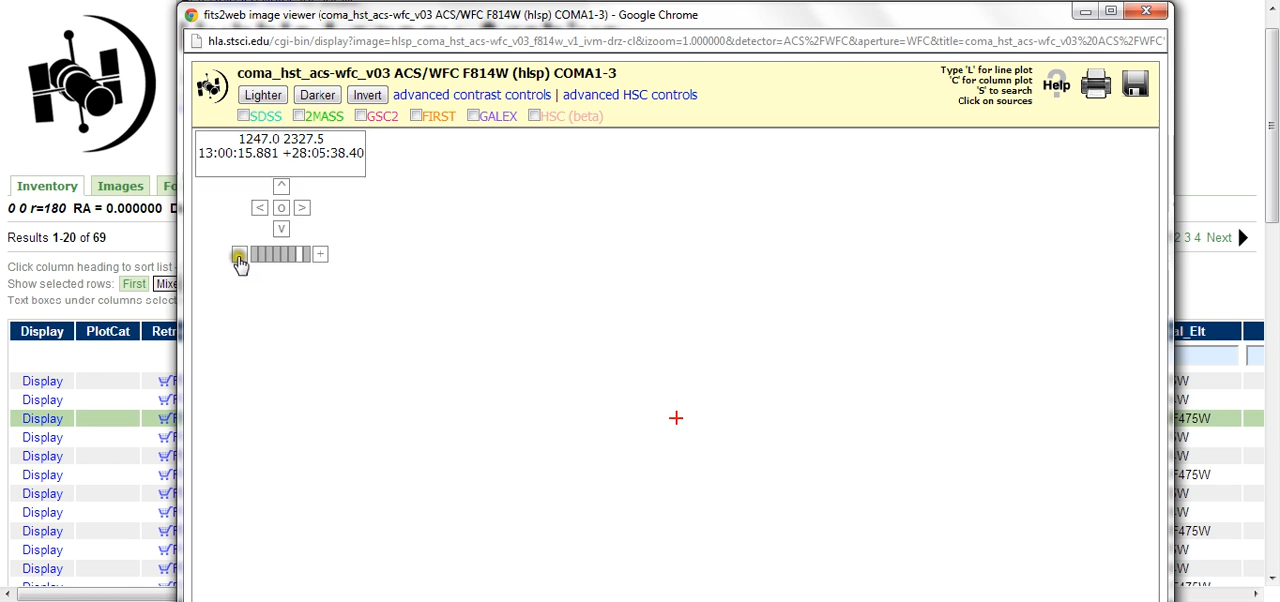 fits2web image viewer (coma_hst_acs-wfc_v03 ACS/WFC F814W (hlsp) COMA1-3) - Google Chrome
hla.stsci.edu/cgi-bin/display?image=hlsp_coma_hst_acs-wfc_v03_f814w_v1_ivm-drz-cl&izoom=1.000000&detector=ACS%2FWFC&aperture=WFC&title=coma_hst_acs-wfc_v03%20ACS%2FWFC
coma_hst_acs-wfc_v03 ACS/WFC F814W (hlsp) COMA1-3
Type 'L' for line plot
'C' for column plot
'S' to search
Click on sources
Help
Lighter Darker Invert advanced contrast controls | advanced HSC controls
SDSS 2MASS GSC2 FIRST GALEX HSC (beta)
1247.0 2327.5
13:00:15.881 +28:05:38.40
^
< o >
v
+
Inventory Images Fo
0 0 r=180 RA = 0.000000 D
Results 1-20 of 69
2 3 4 Next
Click column heading to sort list -
Show selected rows: First Mixe
Text boxes under columns select
Display PlotCat Retr al_Elt
Display F W
Display F W
Display F F475W
Display F W
Display F W
Display F F475W
Display F W
Display F W
Display F F475W
Display F W
Display F W